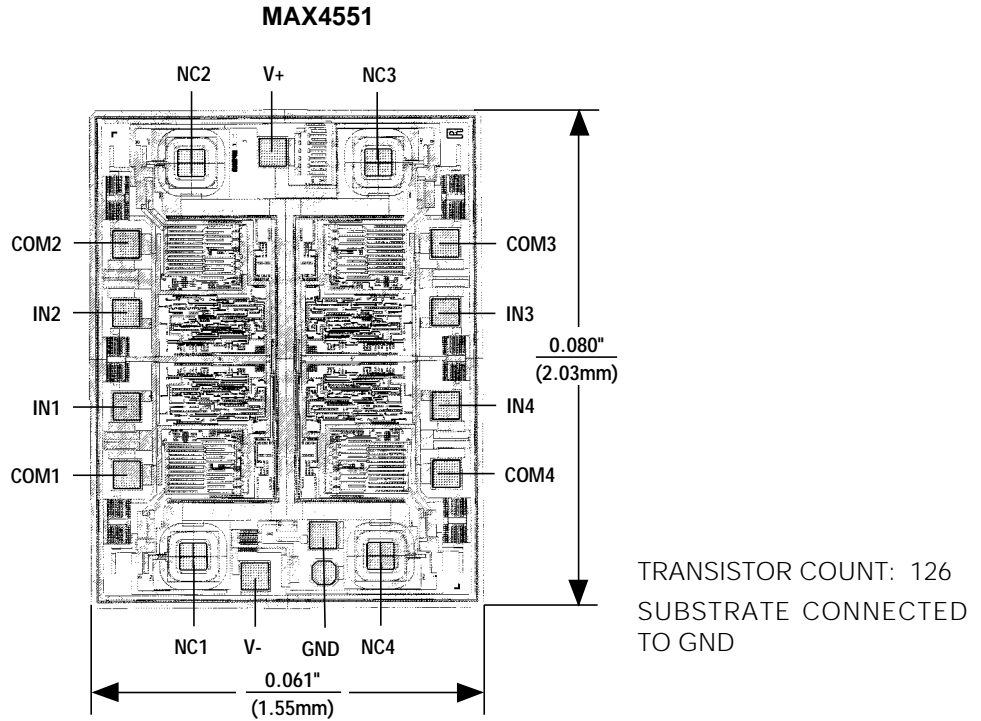 MAX4551
NC2 V+ NC3
COM2 COM3
IN2 IN3
0.080"
(2.03mm)
IN1 IN4
COM1 COM4
TRANSISTOR COUNT: 126
SUBSTRATE CONNECTED
TO GND
NC1 V- GND NC4
0.061"
(1.55mm)